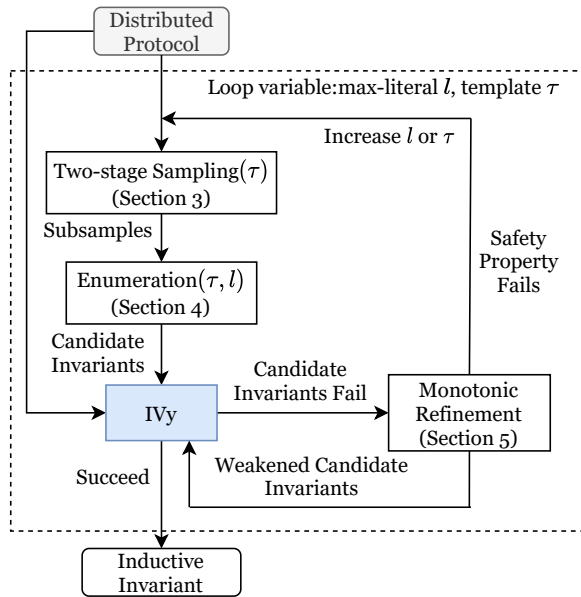 Distributed
Protocol
Loop variable:max-literal l, template τ
Increase l or τ
Two-stage Sampling(τ)
(Section 3)
Subsamples
Safety
Property
Fails
Enumeration(τ, l)
(Section 4)
Candidate
Invariants
Candidate
Invariants Fail
IVy
Monotonic
Refinement
(Section 5)
Succeed
Weakened Candidate
Invariants
Inductive
Invariant